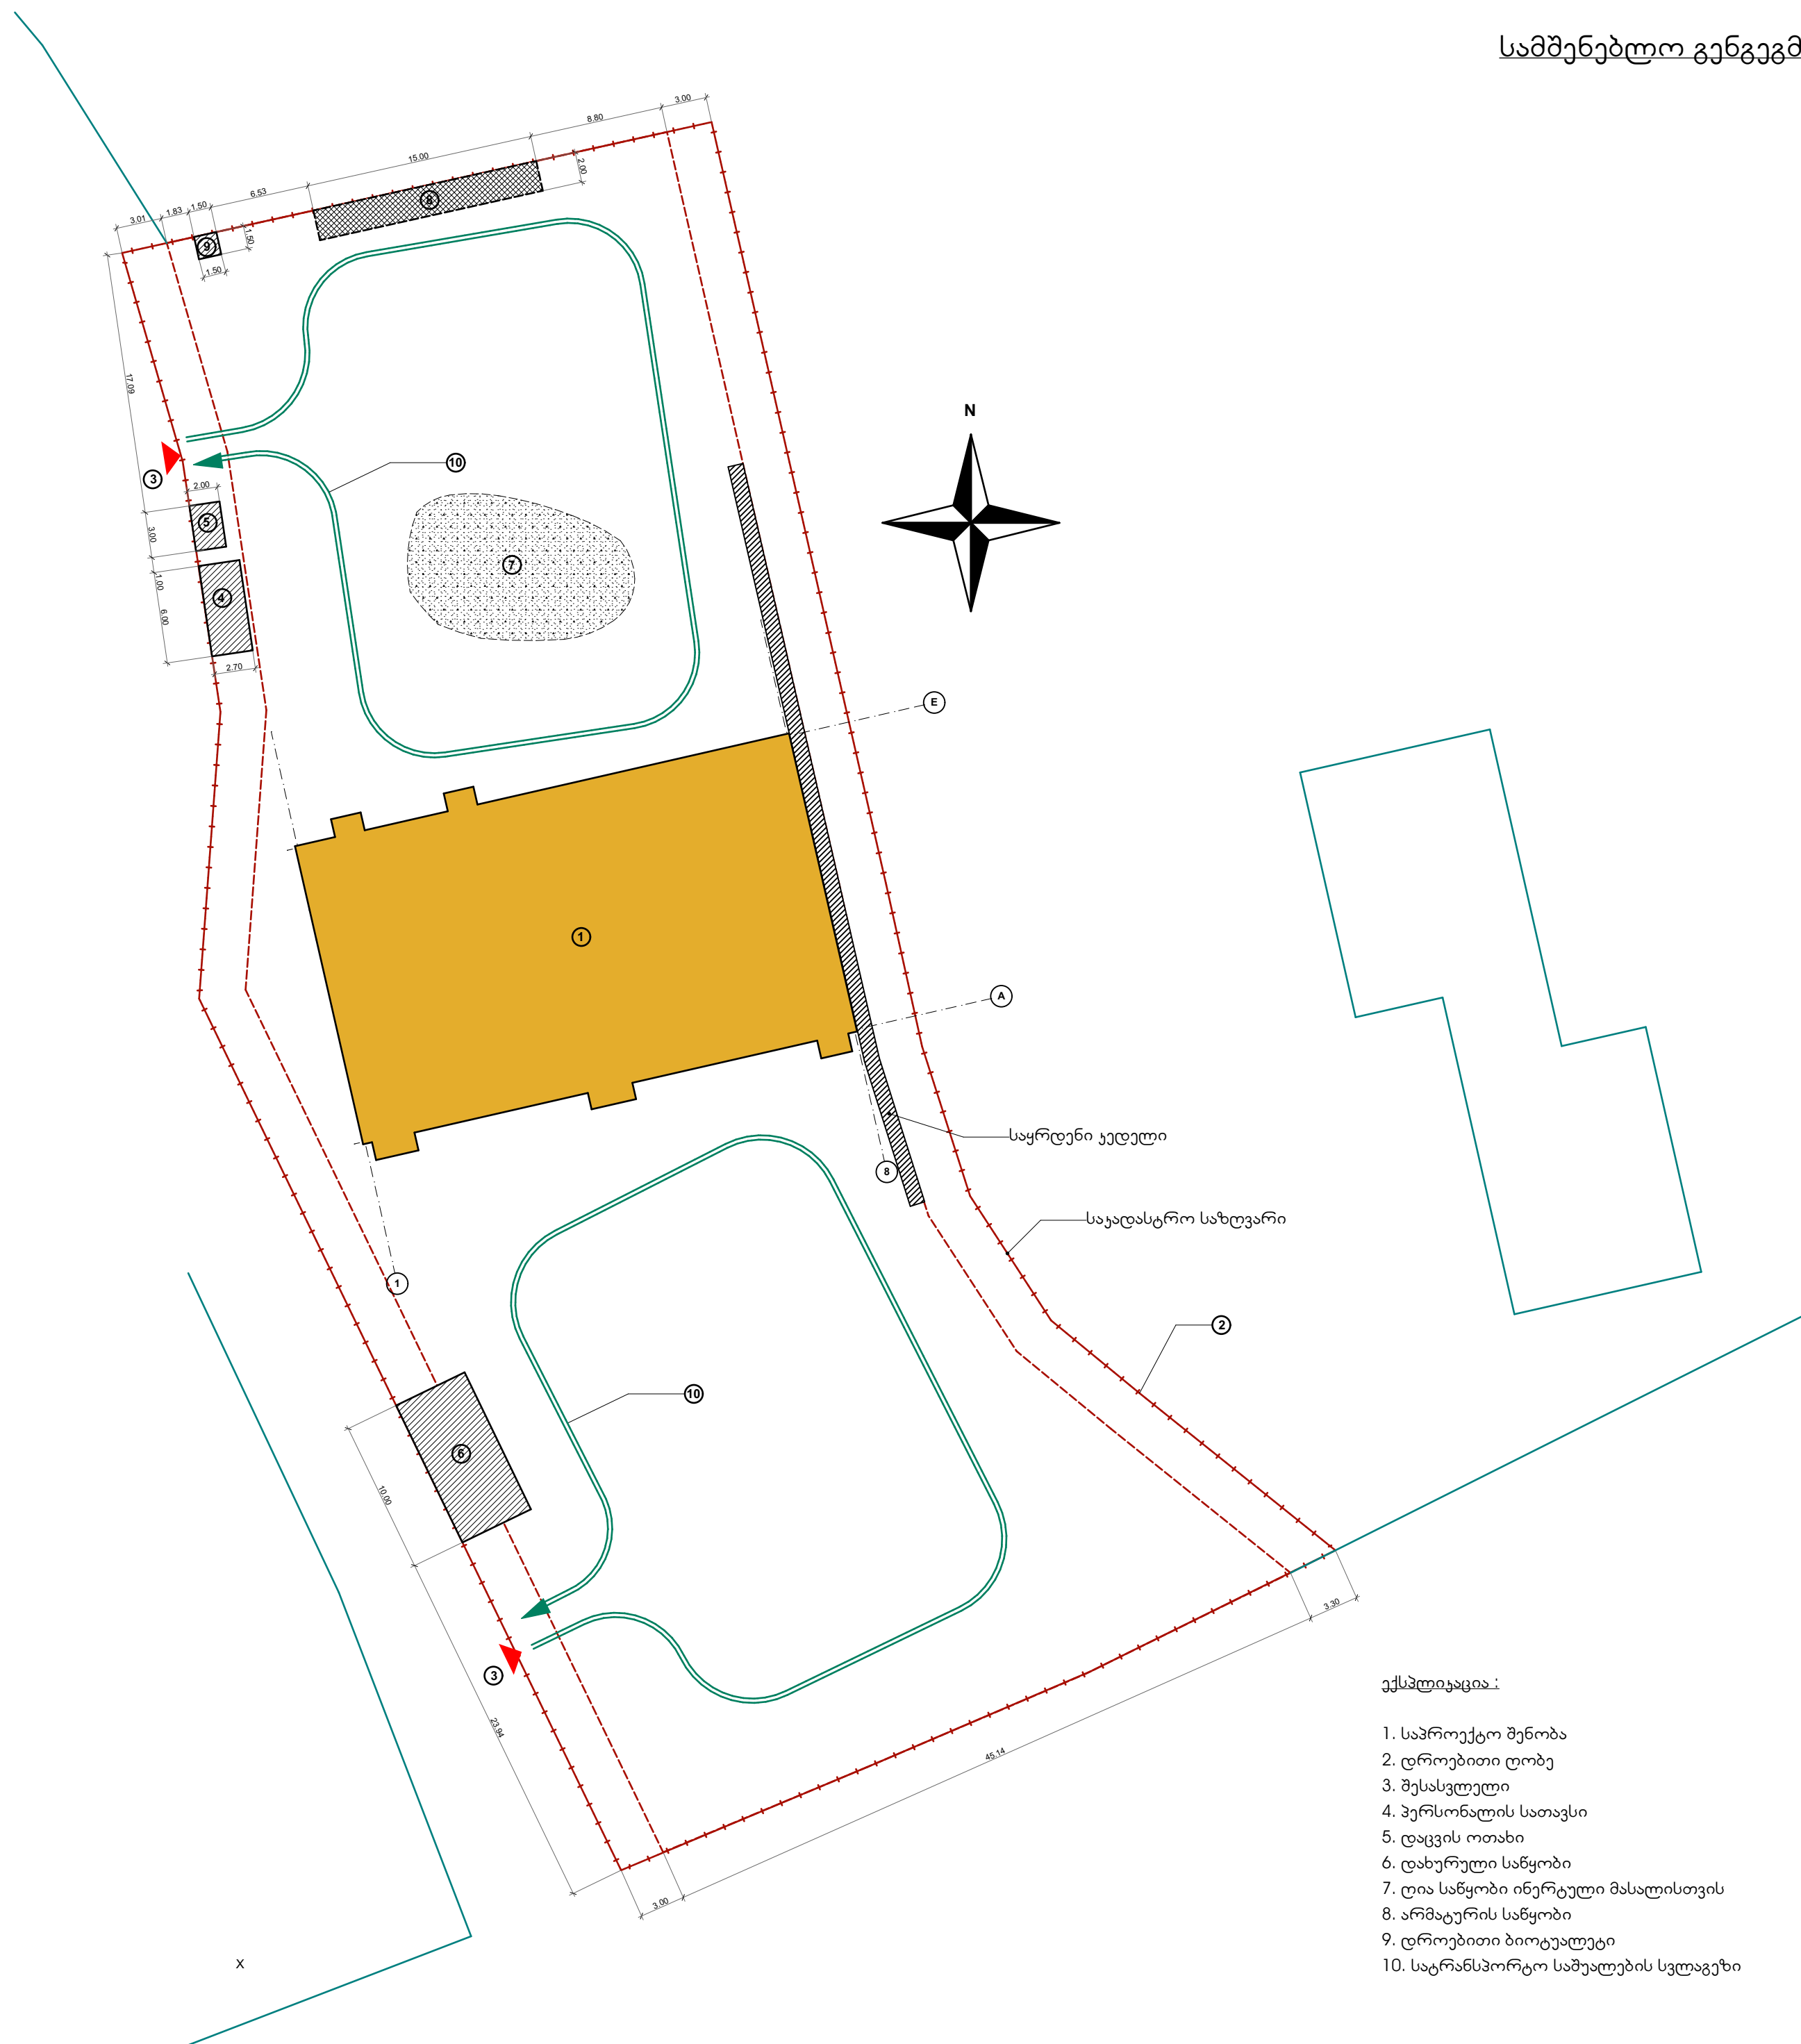 სამშენებლო გენგეგმ
3.00
8.80
15.00
2.00
6.53
1.50
1.83
3.01
8
9
1.50
1.50
17.09
N
10
3
2.00
5
3.00
7
1.00
4
6.00
2.70
E
1
A
საყრდენი კედელი
8
საკადასტრო საზღვარი
1
2
10
6
10.00
3.30
3
23.94
45.14
3.00
X
ექსპლიკაცია :
1. საპროექტო შენობა
2. დროებითი ღობე
3. შესასვლელი
4. პერსონალის სათავსი
5. დაცვის ოთახი
6. დახურული საწყობი
7. ღია საწყობი ინერტული მასალისთვის
8. არმატურის საწყობი
9. დროებითი ბიოტუალეტი
10. სატრანსპორტო საშუალების სვლაგეზი